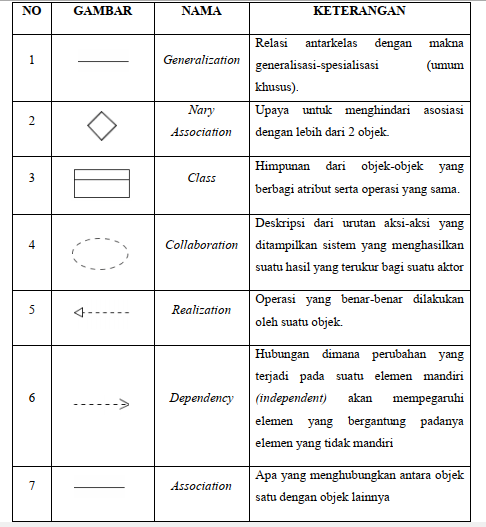 NO GAMBAR NAMA KETERANGAN
1 Generalization
Relasi antarkelas dengan makna
generalisasi-spesialisasi (umum
khusus).
2 Nary
Association
Upaya untuk menghindari asosiasi
dengan lebih dari 2 objek.
3 Class
Himpunan dari objek-objek yang
berbagi atribut serta operasi yang sama.
4 Collaboration
Deskripsi dari urutan aksi-aksi yang
ditampilkan sistem yang menghasilkan
suatu hasil yang terukur bagi suatu aktor
5 Realization
Operasi yang benar-benar dilakukan
oleh suatu objek.
6 Dependency
Hubungan dimana perubahan yang
terjadi pada suatu elemen mandiri
(independent) akan mempegaruhi
elemen yang bergantung padanya
elemen yang tidak mandiri
7 Association
Apa yang menghubungkan antara objek
satu dengan objek lainnya